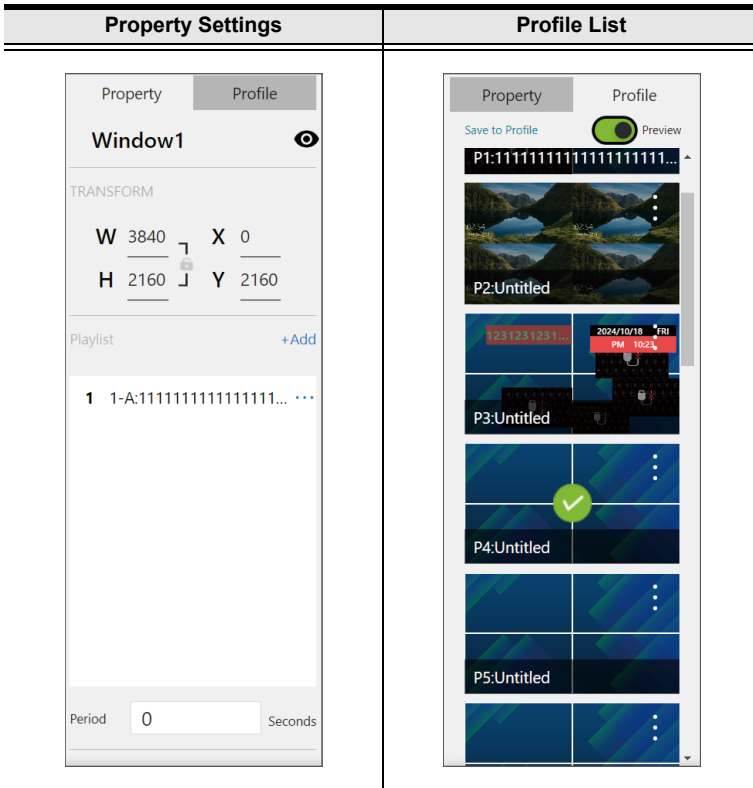 Property Settings
Profile List
Property Profile
Window1
TRANSFORM
W 3840 X 0
H 2160 Y 2160
Playlist +Add
1 1-A:1111111111111111... ···
Period 0 Seconds
Property Profile
Save to Profile Preview
P1:11111111111111111111...
P2:Untitled
1231231231...
2024/10/18 FRI
PM 10:23
P3:Untitled
P4:Untitled
P5:Untitled